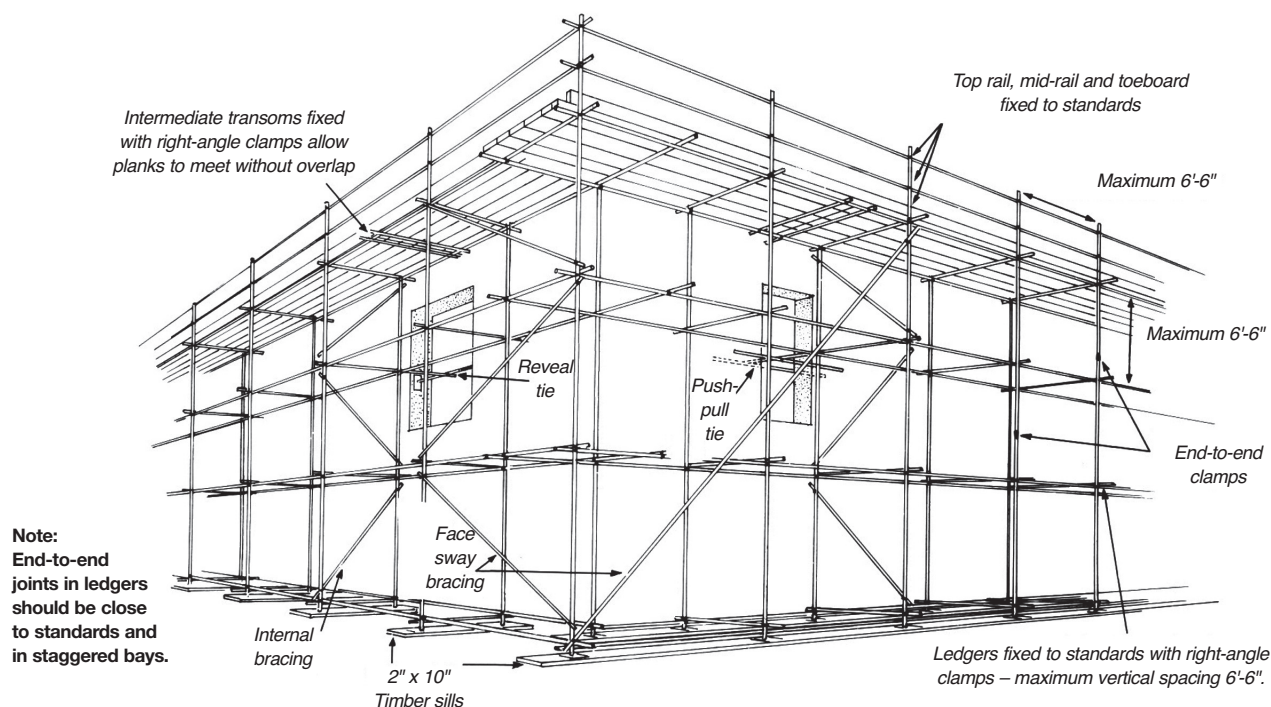 Top rail, mid-rail and toeboard
fixed to standards
Intermediate transoms fixed
with right-angle clamps allow
planks to meet without overlap
Maximum 6'-6"
Maximum 6'-6"
Reveal
tie
Push-
pull
tie
End-to-end
clamps
Note:
End-to-end
joints in ledgers
should be close
to standards and
in staggered bays.
Face
sway
bracing
Internal
bracing
2" x 10"
Timber sills
Ledgers fixed to standards with right-angle
clamps – maximum vertical spacing 6'-6".